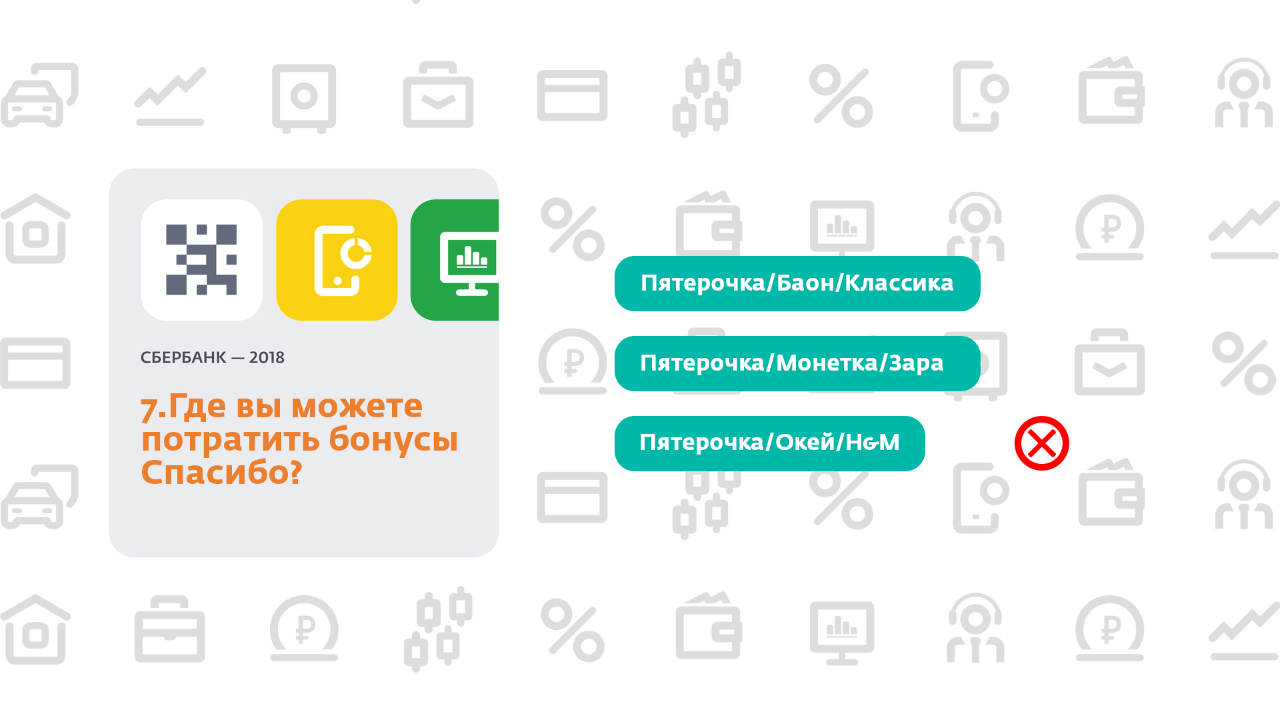 СБЕРБАНК — 2018
7.Где вы можете
потратить бонусы
Спасибо?
Пятерочка/Баон/Классика
Пятерочка/Монетка/Зара
Пятерочка/Окей/H&M